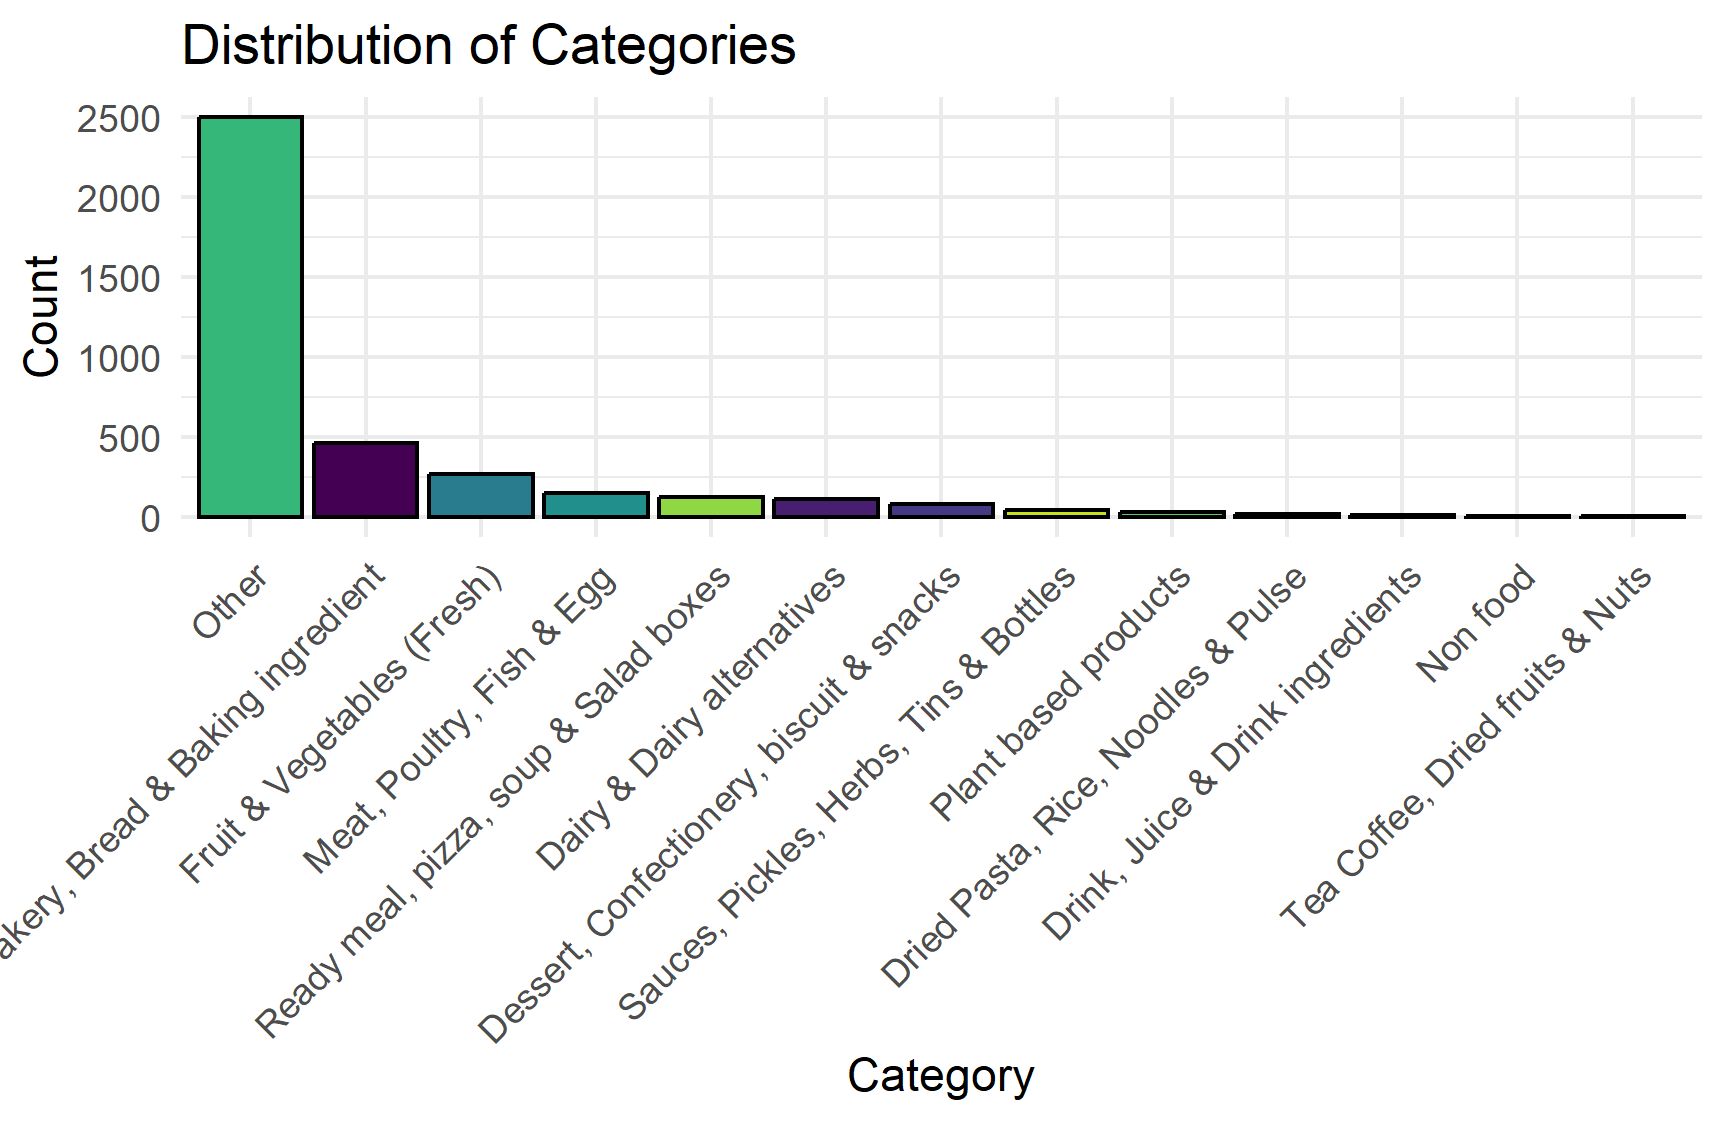 Distribution of Categories
Count
2500
2000
1500
1000
500
0
Other
akery, Bread & Baking ingredient
Fruit & Vegetables (Fresh)
Meat, Poultry, Fish & Egg
Ready meal, pizza, soup & Salad boxes
Dairy & Dairy alternatives
Dessert, Confectionery, biscuit & snacks
Sauces, Pickles, Herbs, Tins & Bottles
Plant based products
Dried Pasta, Rice, Noodles & Pulse
Drink, Juice & Drink ingredients
Non food
Tea Coffee, Dried fruits & Nuts
Category